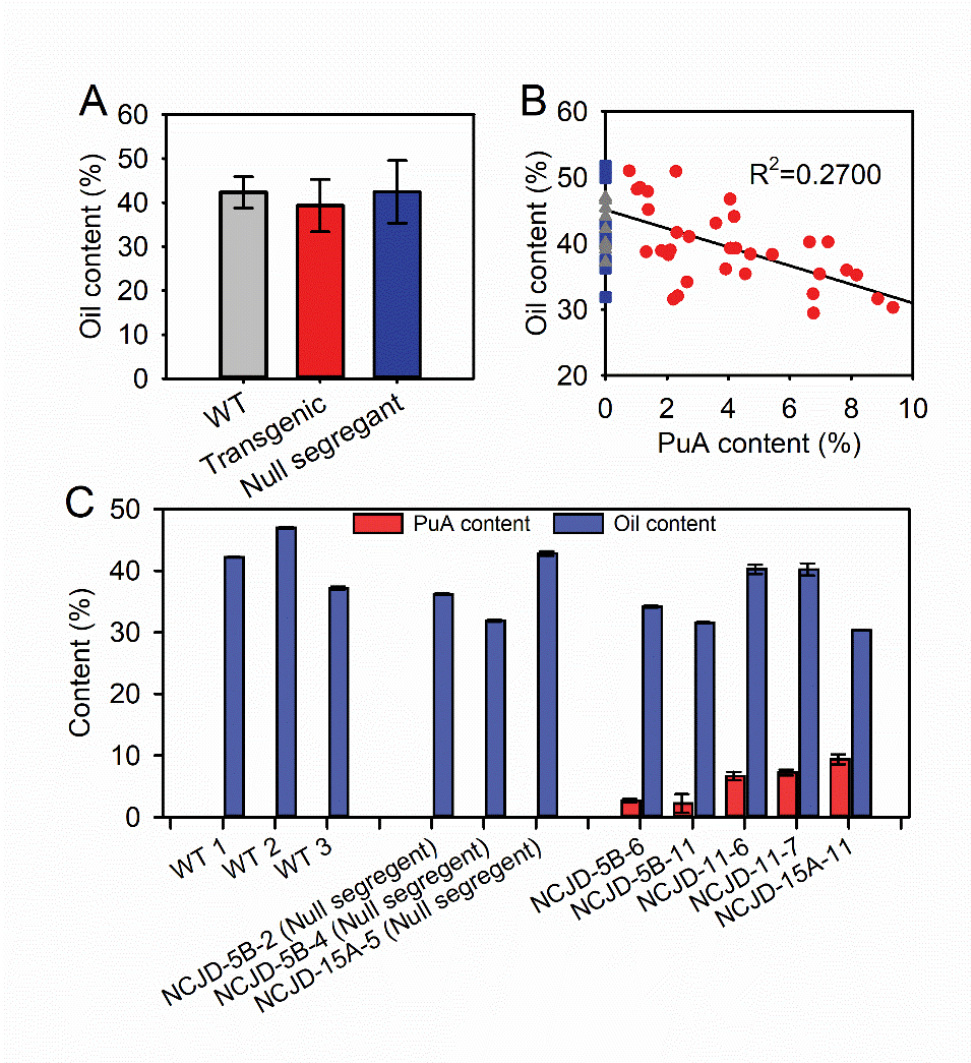 A
60
50
40
30
20
10
0
Oil content (%)
WT
Transgenic
Null segregant
B
60
50
40
30
20
Oil content (%)
R²=0.2700
0 2 4 6 8 10
PuA content (%)
C
50
40
30
20
10
0
Content (%)
PuA content Oil content
WT 1
WT 2
WT 3
NCJD-5B-2 (Null segregent)
NCJD-5B-4 (Null segregent)
NCJD-15A-5 (Null segregent)
NCJD-5B-6
NCJD-5B-11
NCJD-11-6
NCJD-11-7
NCJD-15A-11